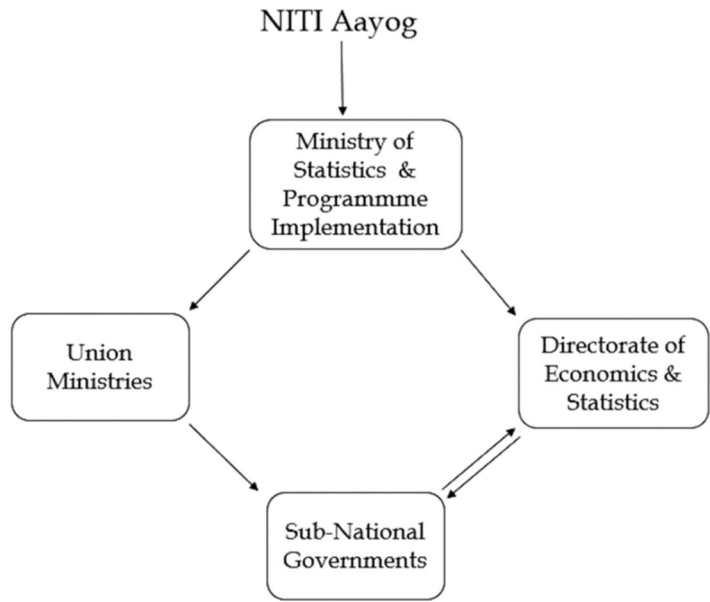 NITI Aayog
Ministry of
Statistics &
Programmme
Implementation
Union
Ministries
Directorate of
Economics &
Statistics
Sub-National
Governments